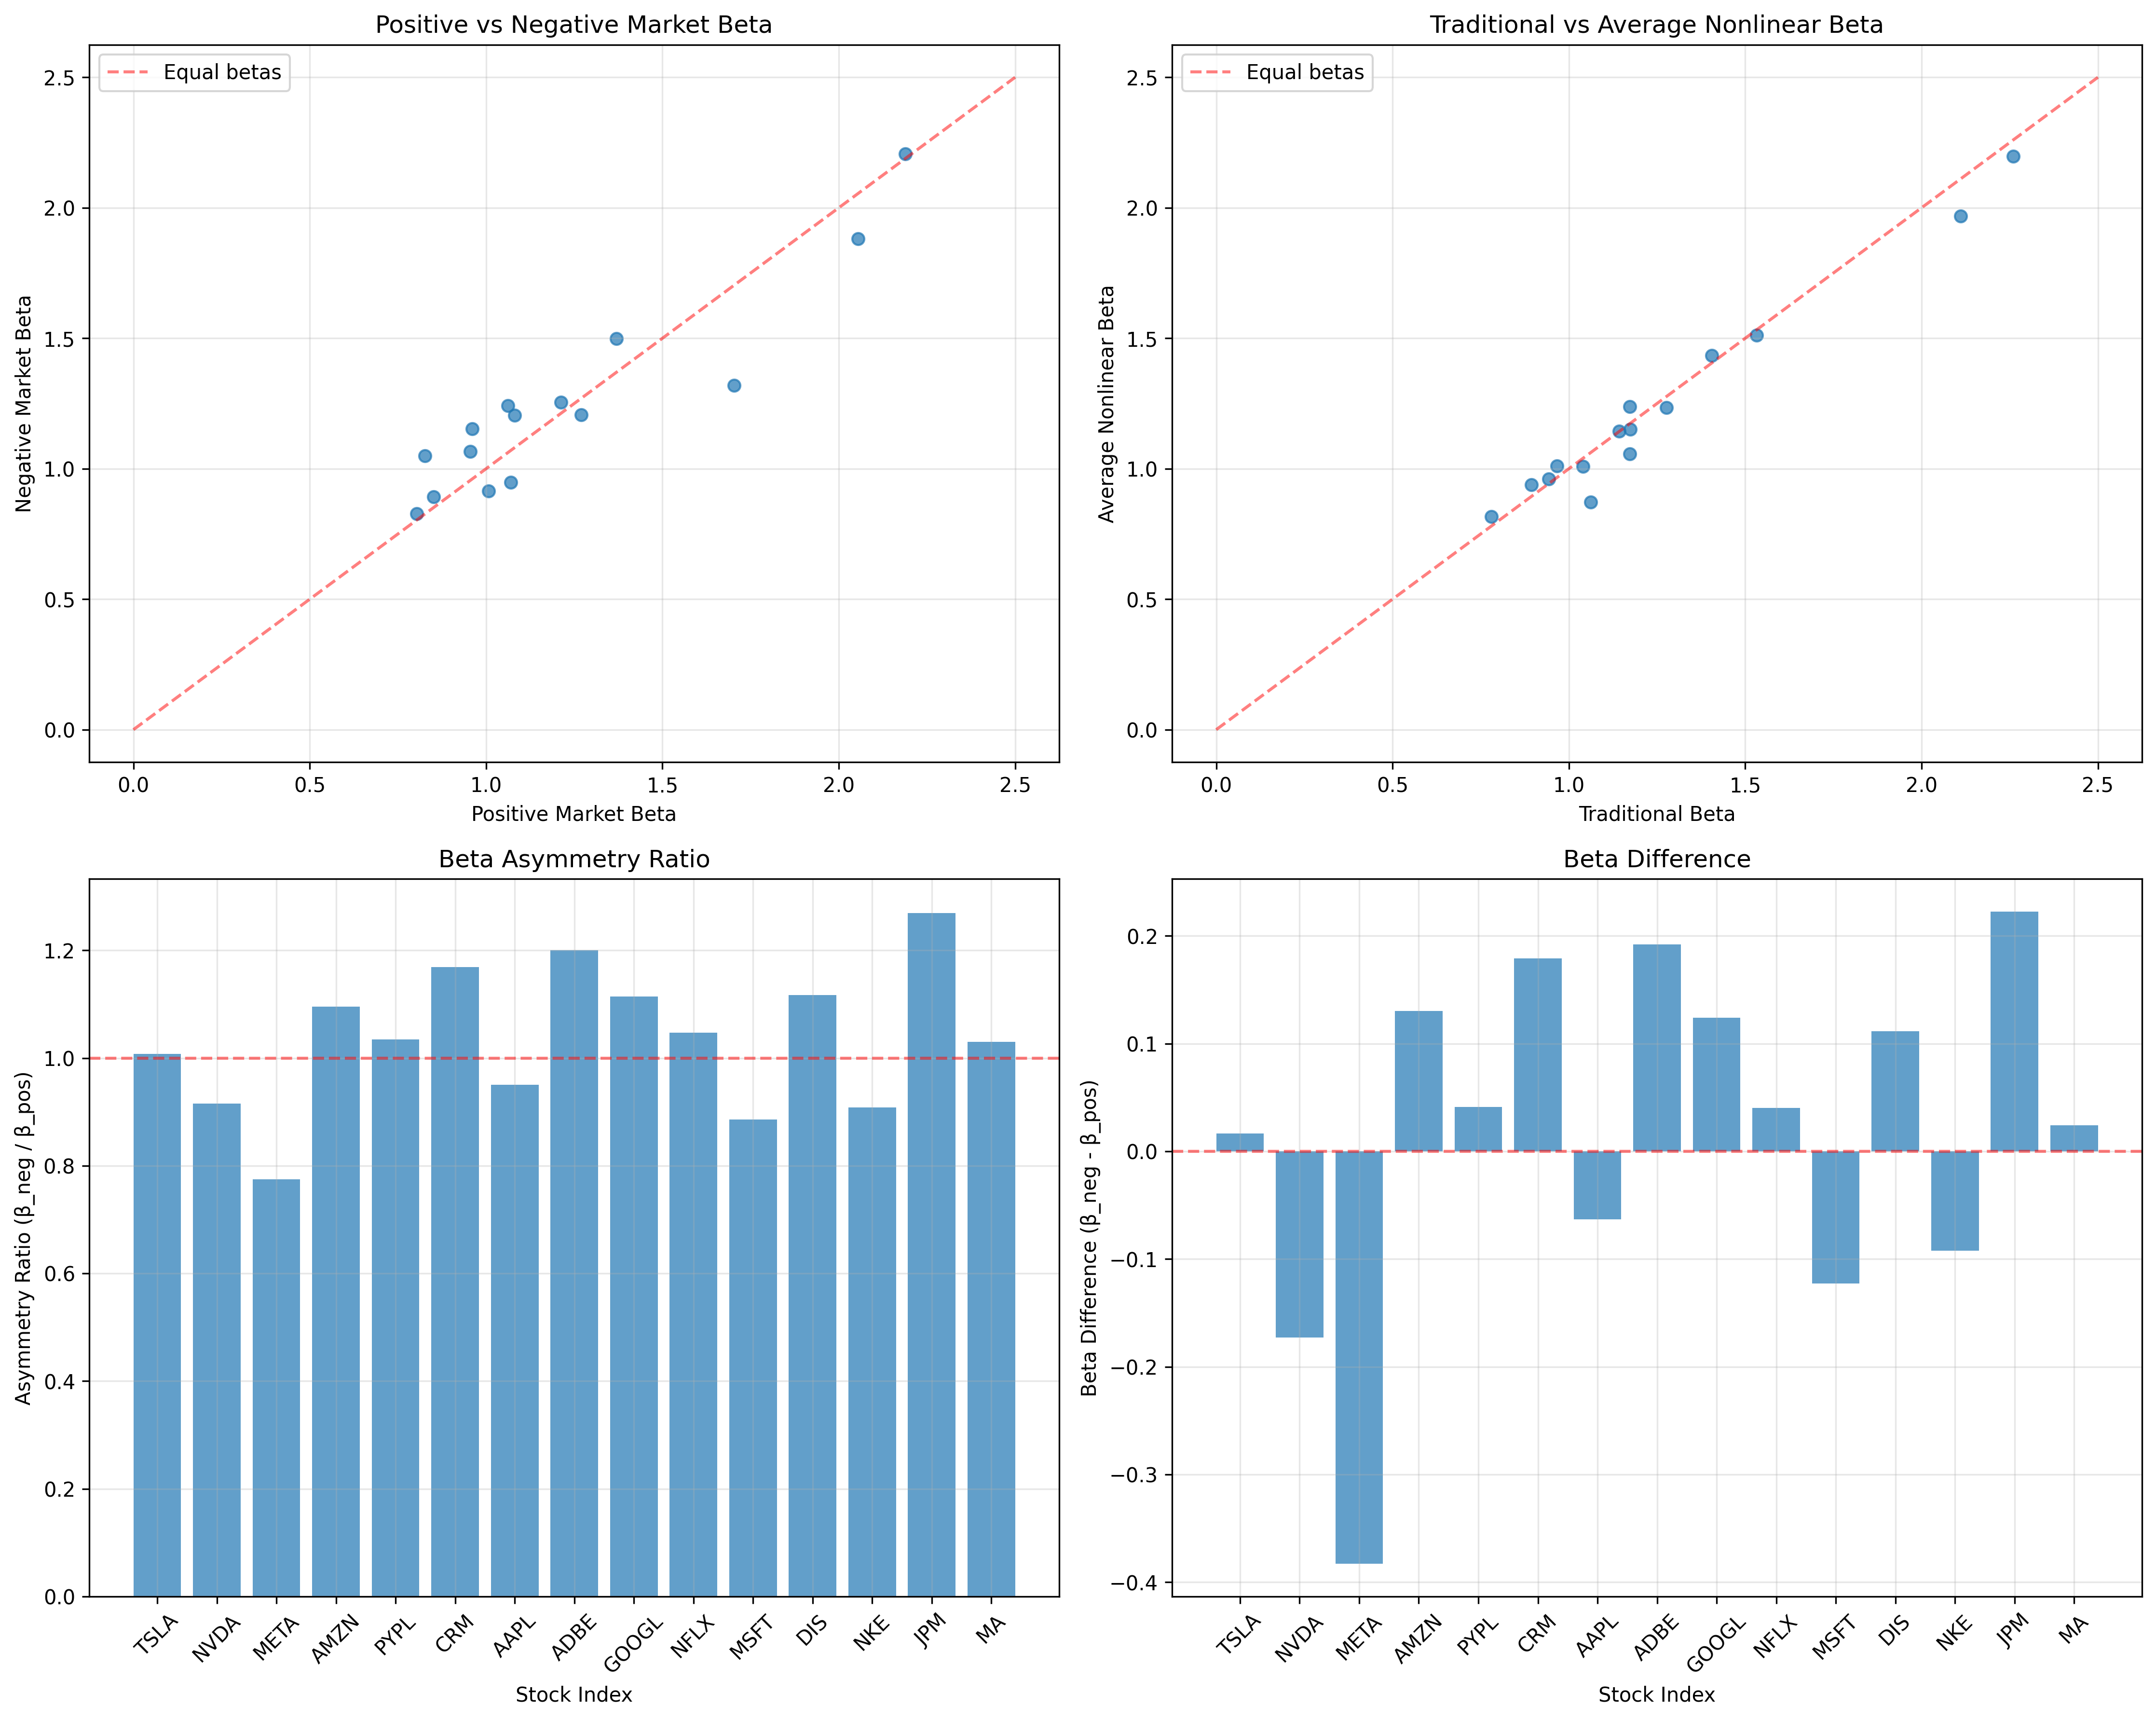 Positive vs Negative Market Beta
Equal betas
2.5
2.0
1.5
1.0
0.5
0.0
Negative Market Beta
0.0 0.5 1.0 1.5 2.0 2.5
Positive Market Beta
Traditional vs Average Nonlinear Beta
Equal betas
2.5
2.0
1.5
1.0
0.5
0.0
Average Nonlinear Beta
0.0 0.5 1.0 1.5 2.0 2.5
Traditional Beta
Beta Asymmetry Ratio
1.2
1.0
0.8
0.6
0.4
0.2
0.0
Asymmetry Ratio (β_neg / β_pos)
TSLA NVDA META AMZN PYPL CRM AAPL ADBE GOOGL NFLX MSFT DIS NKE JPM MA
Stock Index
Beta Difference
0.2
0.1
0.0
−0.1
−0.2
−0.3
−0.4
Beta Difference (β_neg - β_pos)
TSLA NVDA META AMZN PYPL CRM AAPL ADBE GOOGL NFLX MSFT DIS NKE JPM MA
Stock Index